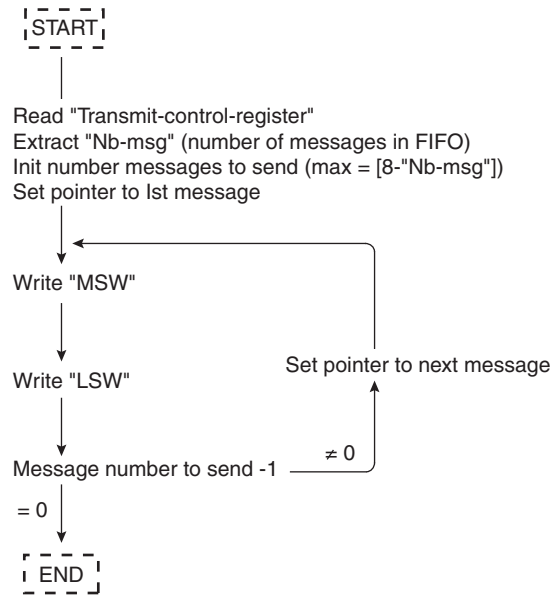 START
Read "Transmit-control-register"
Extract "Nb-msg" (number of messages in FIFO)
Init number messages to send (max = [8-"Nb-msg"])
Set pointer to Ist message
Write "MSW"
Set pointer to next message
Write "LSW"
≠ 0
Message number to send -1
= 0
END